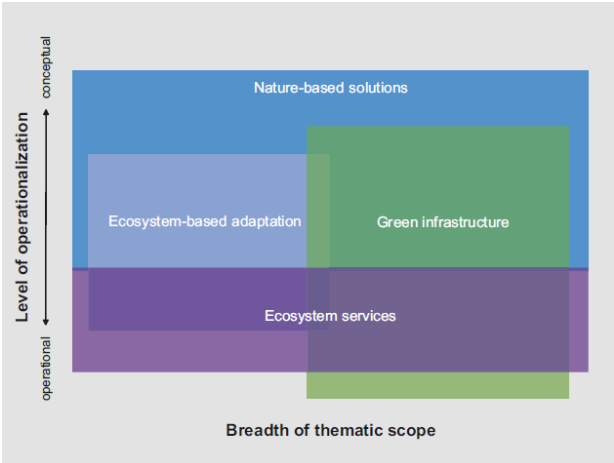 conceptual
Level of operationalization
operational
Nature-based solutions
Ecosystem-based adaptation
Green infrastructure
Ecosystem services
Breadth of thematic scope